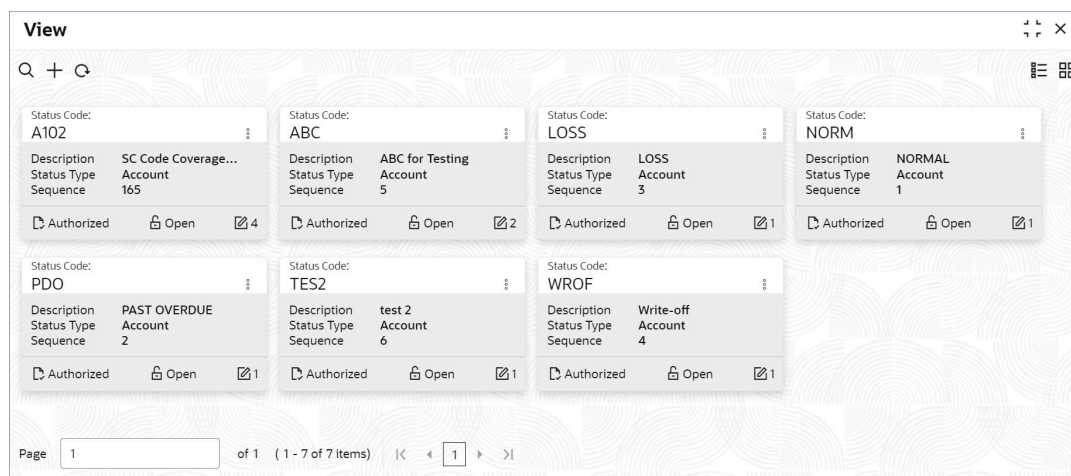 View
Status Code:
A102
Description SC Code Coverage...
Status Type Account
Sequence 165
Authorized Open 4
Status Code:
ABC
Description ABC for Testing
Status Type Account
Sequence 5
Authorized Open 2
Status Code:
LOSS
Description LOSS
Status Type Account
Sequence 3
Authorized Open 1
Status Code:
NORM
Description NORMAL
Status Type Account
Sequence 1
Authorized Open 1
Status Code:
PDO
Description PAST OVERDUE
Status Type Account
Sequence 2
Authorized Open 1
Status Code:
TES2
Description test 2
Status Type Account
Sequence 6
Authorized Open 1
Status Code:
WROF
Description Write-off
Status Type Account
Sequence 4
Authorized Open 1
Page 1 of 1 ( 1 - 7 of 7 items) 1